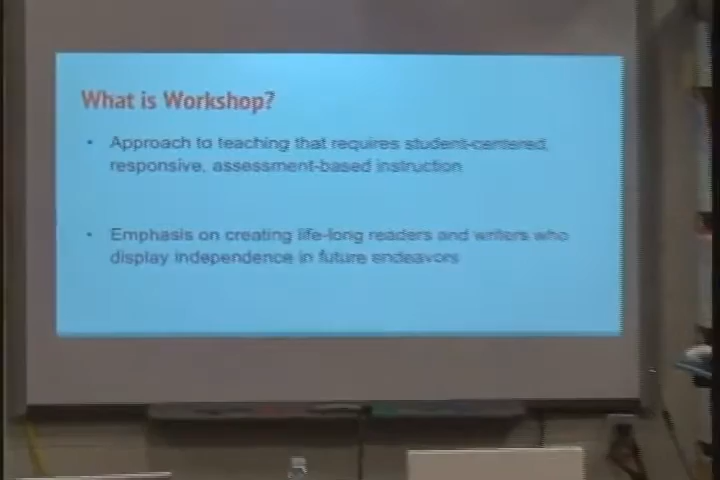 What is Workshop?
• Approach to teaching that requires student-centered,
responsive, assessment-based instruction
• Emphasis on creating life-long readers and writers who
display independence in future endeavors